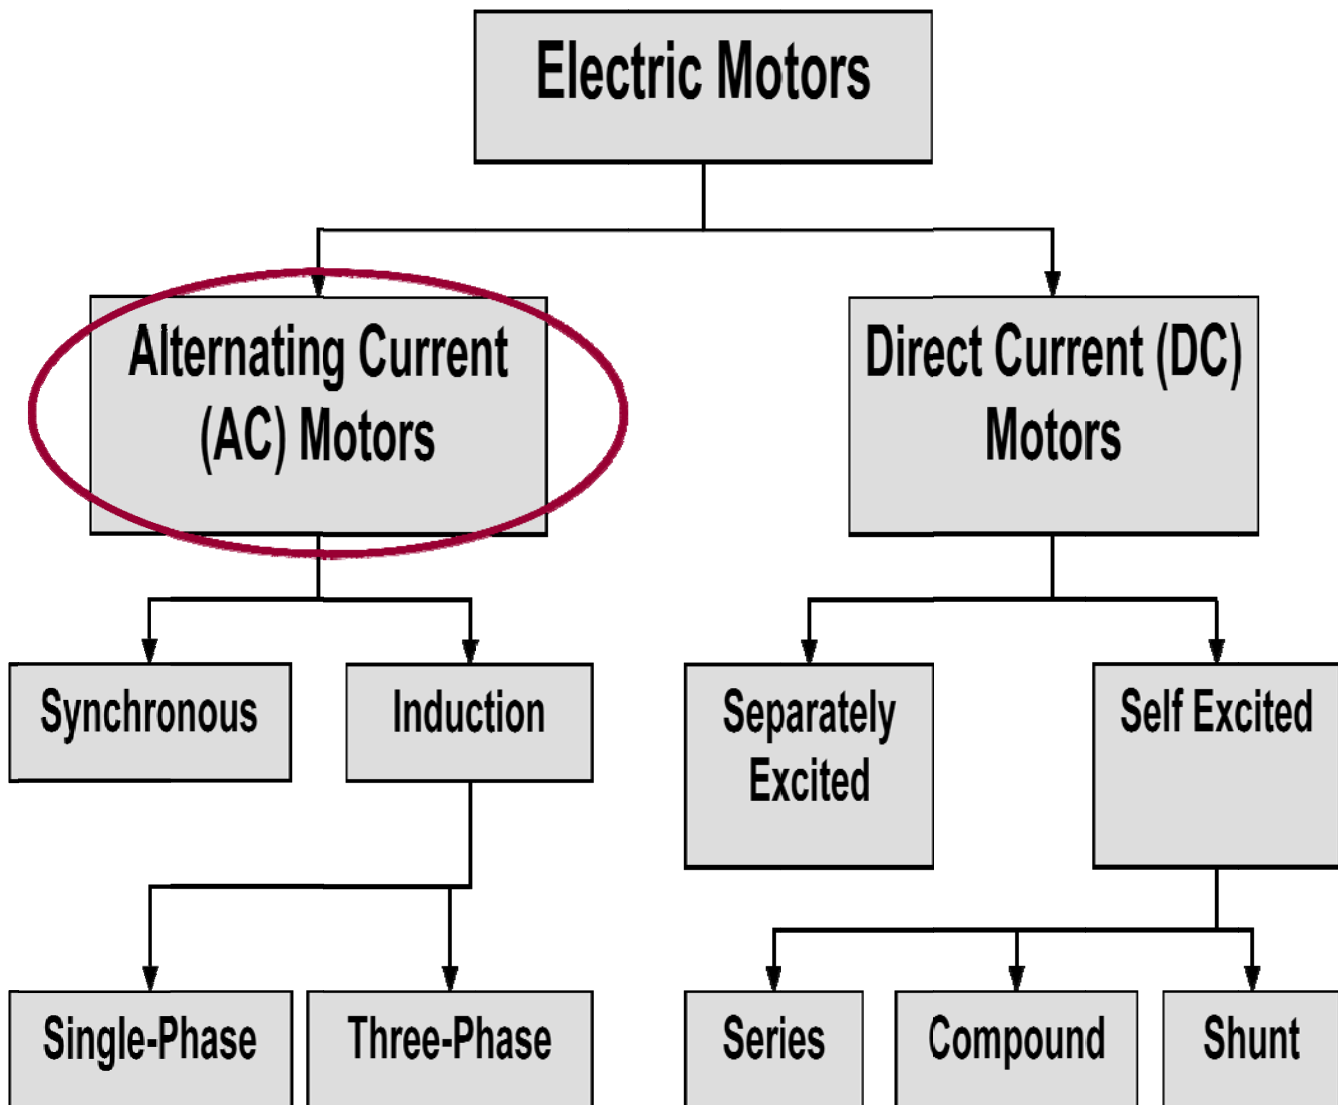 Electric Motors
Alternating Current
(AC) Motors
Direct Current (DC)
Motors
Synchronous
Induction
Separately
Excited
Self Excited
Single-Phase
Three-Phase
Series
Compound
Shunt